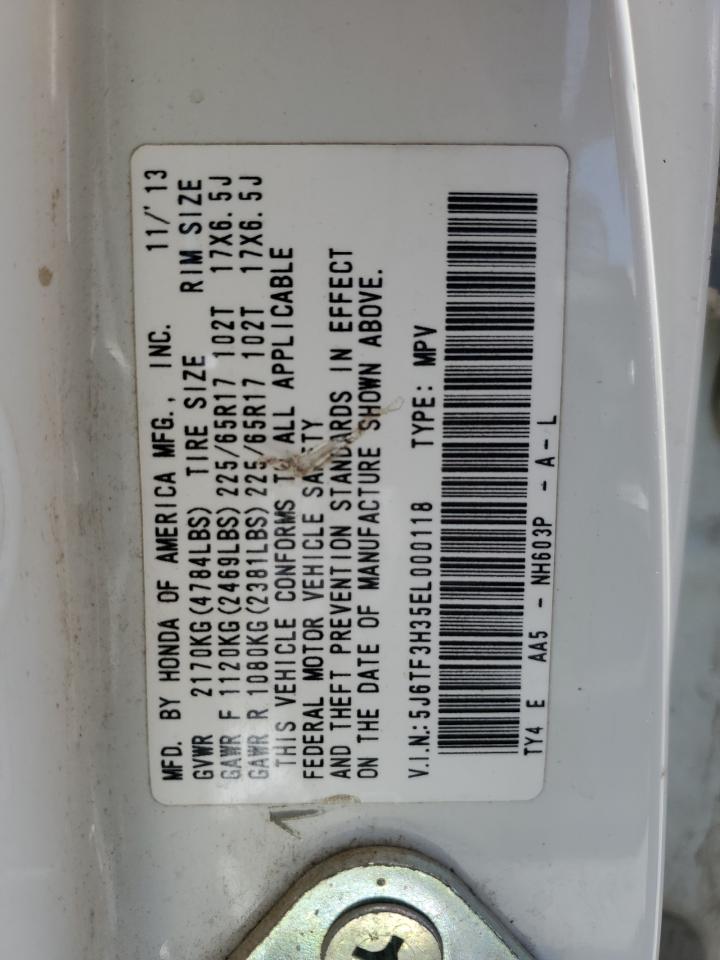 MFD. BY HONDA OF AMERICA MFG., INC. 11/'13
GVWR 2170KG(4784LBS) TIRE SIZE RIM SIZE
GAWR F 1120KG(2469LBS) 225/65R17 102T 17X6.5J
GAWR R 1080KG(2381LBS) 225/65R17 102T 17X6.5J
THIS VEHICLE CONFORMS TO ALL APPLICABLE
FEDERAL MOTOR VEHICLE SAFETY
AND THEFT PREVENTION STANDARDS IN EFFECT
ON THE DATE OF MANUFACTURE SHOWN ABOVE.
V.I.N.: 5J6TF3H35EL000118 TYPE: MPV
TY4 E AA5 - NH603P - A - L